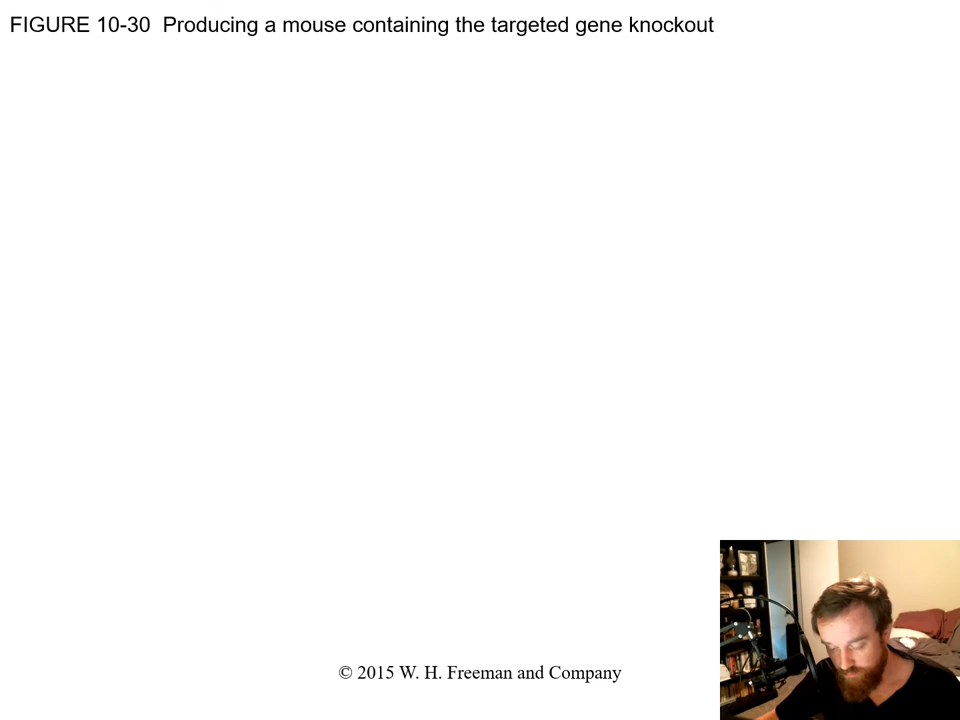 FIGURE 10-30  Producing a mouse containing the targeted gene knockout
© 2015 W. H. Freeman and Company